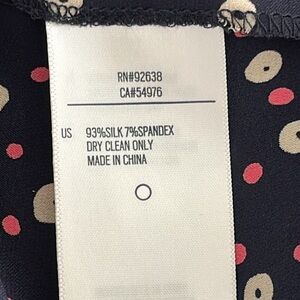 RN#92638
CA#54976
US 93%SILK 7%SPANDEX
DRY CLEAN ONLY
MADE IN CHINA